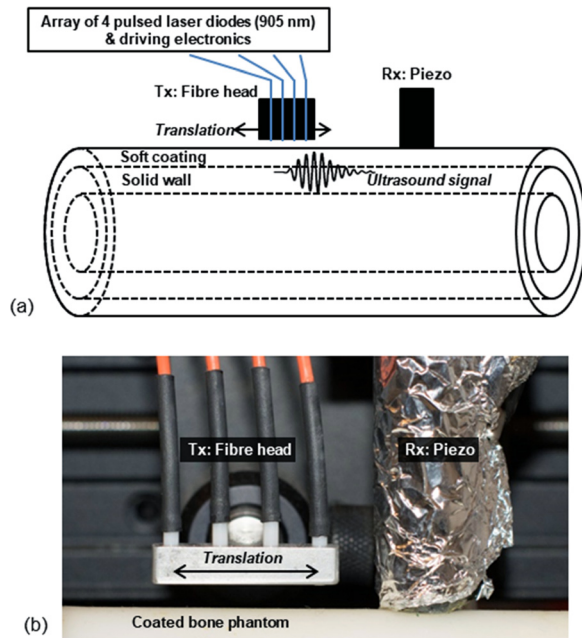 Array of 4 pulsed laser diodes (905 nm)
& driving electronics
Tx: Fibre head
Rx: Piezo
Translation
Soft coating
Solid wall
Ultrasound signal
(a)
Tx: Fibre head
Rx: Piezo
Translation
Coated bone phantom
(b)